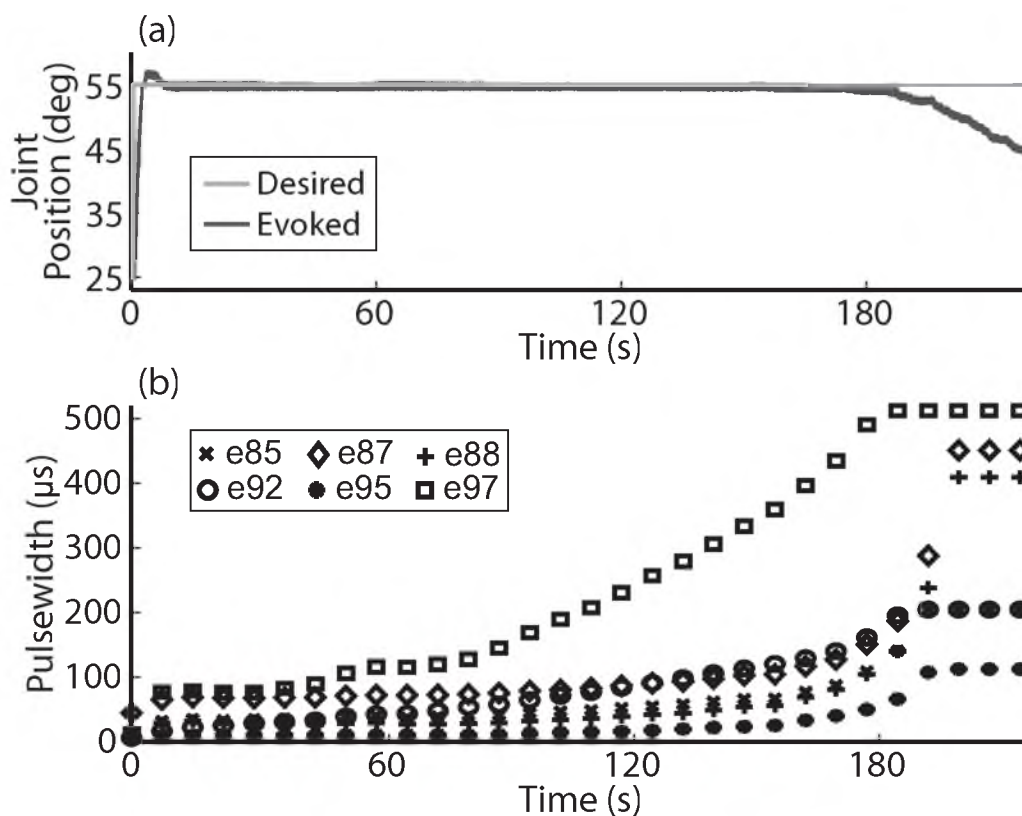 (a)
Joint
Position (deg)
55
45
35
25
Desired
Evoked
0 60 120 180
Time (s)
(b)
Pulsewidth (μs)
500
400
300
200
100
0
e85 e87 e88
e92 e95 e97
0 60 120 180
Time (s)